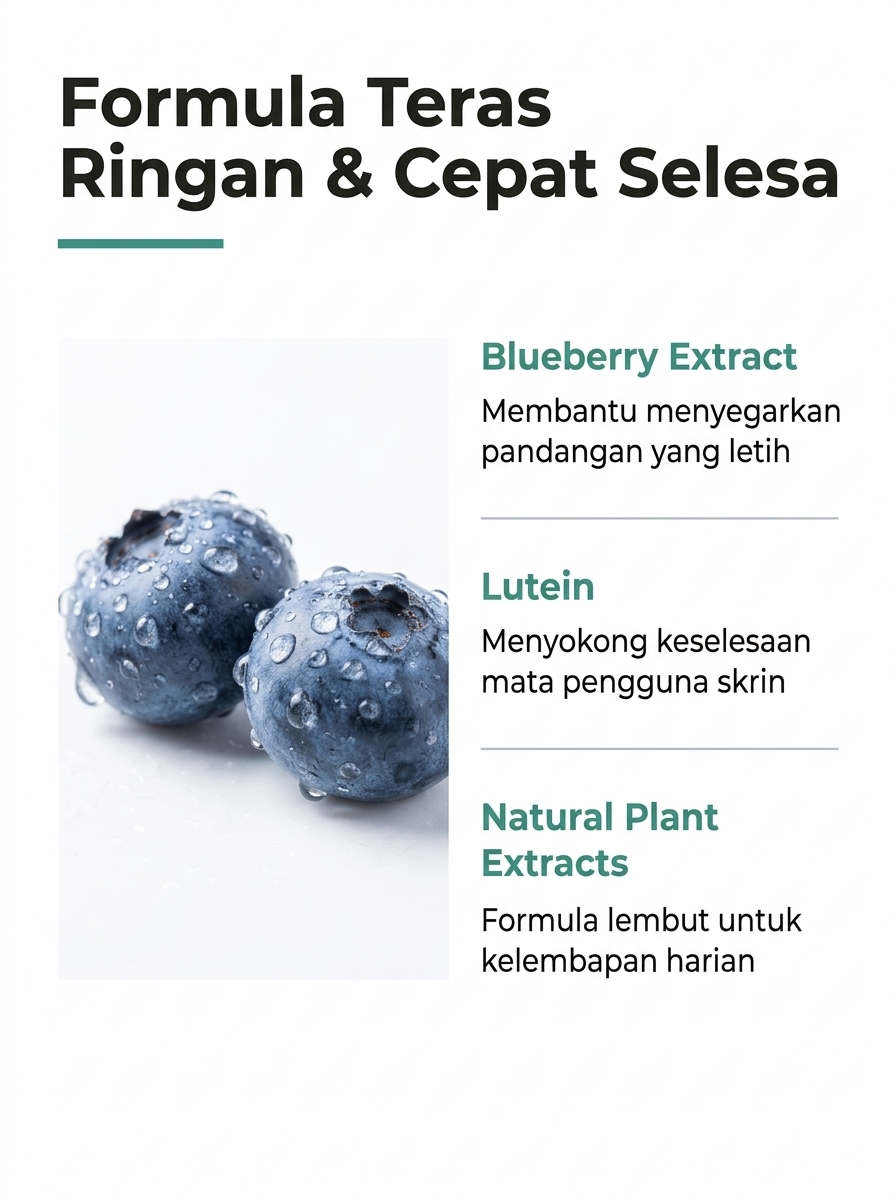 Formula Teras
Ringan & Cepat Selesa
Blueberry Extract
Membantu menyegarkan
pandangan yang letih
Lutein
Menyokong keselesaan
mata pengguna skrin
Natural Plant
Extracts
Formula lembut untuk
kelembapan harian